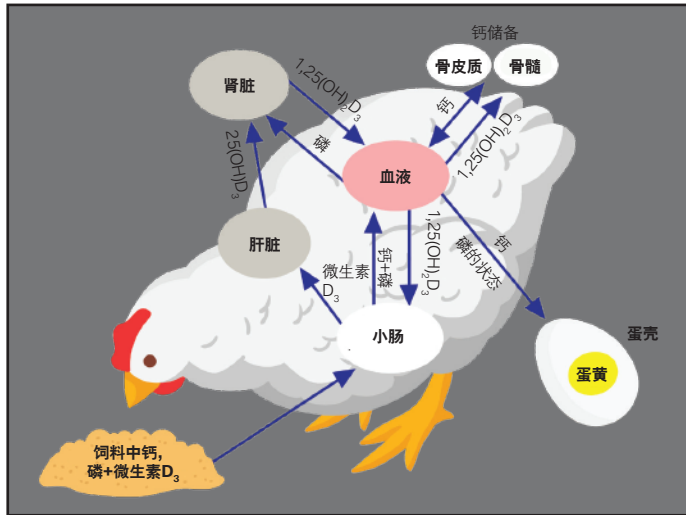 钙储备
骨皮质
骨髓
肾脏
1,25(OH)₂D₃
钙
1,25(OH)₂D₃
磷
血液
25(OH)D₃
肝脏
微生素
D₃
钙+磷
1,25(OH)₂D₃
钙
磷的状态
小肠
蛋壳
蛋黄
饲料中钙,
磷+微生素D₃